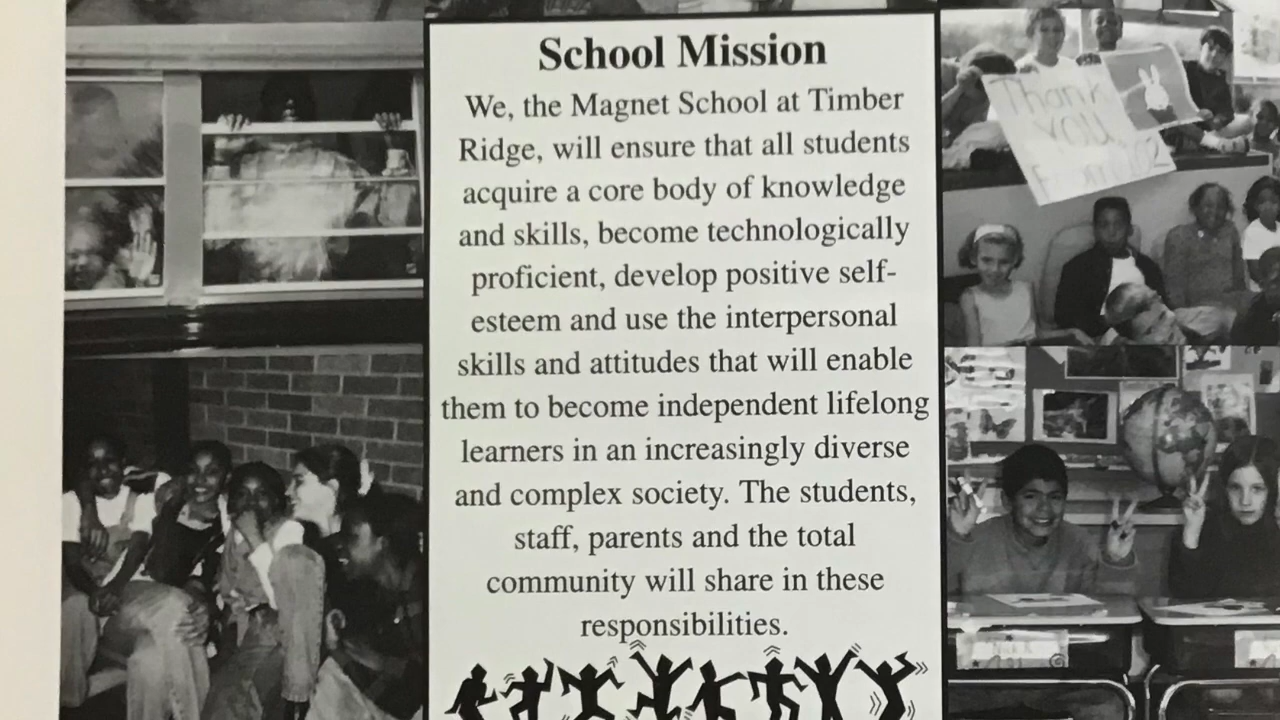 School Mission
We, the Magnet School at Timber
Ridge, will ensure that all students
acquire a core body of knowledge
and skills, become technologically
proficient, develop positive self-
esteem and use the interpersonal
skills and attitudes that will enable
them to become independent lifelong
learners in an increasingly diverse
and complex society. The students,
staff, parents and the total
community will share in these
responsibilities.
Thank
you